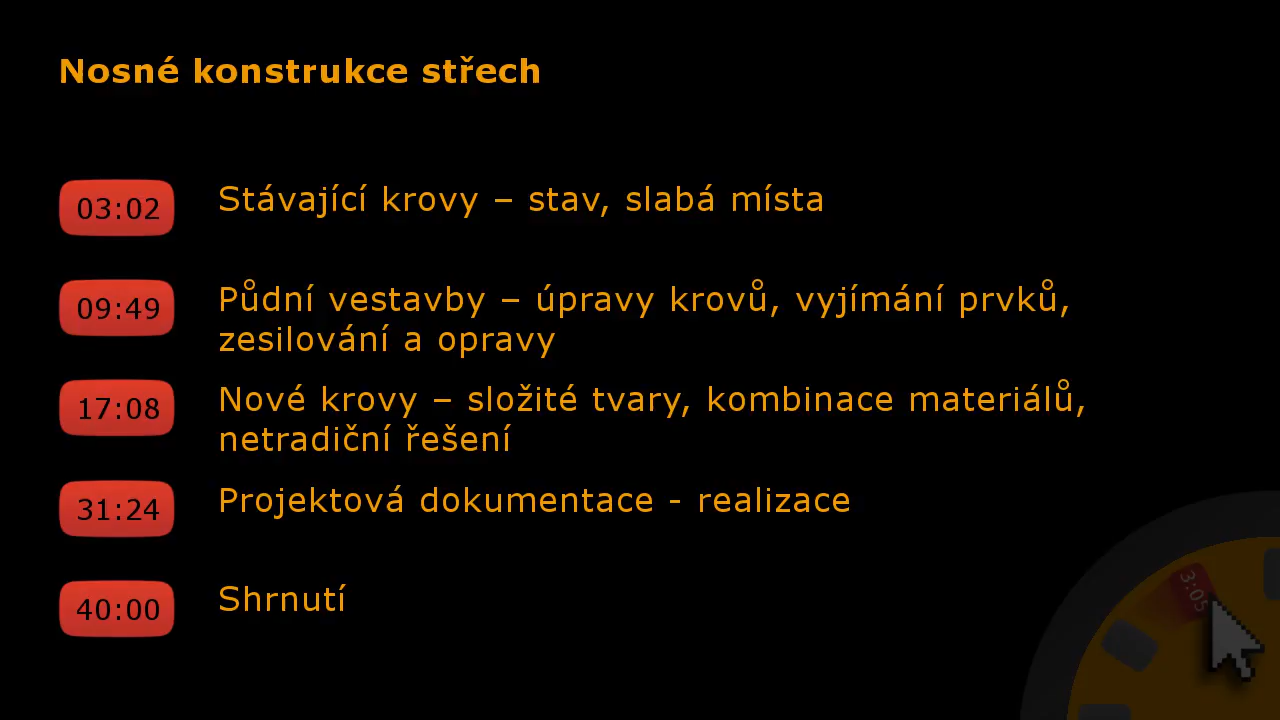 Nosné konstrukce střech
03:02 Stávající krovy – stav, slabá místa
09:49 Půdní vestavby – úpravy krovů, vyjímání prvků,
zesilování a opravy
17:08 Nové krovy – složité tvary, kombinace materiálů,
netradiční řešení
31:24 Projektová dokumentace - realizace
40:00 Shrnutí
3:05